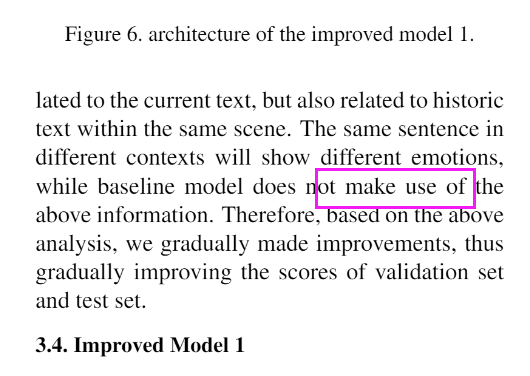 Figure 6. architecture of the improved model 1.
lated to the current text, but also related to historic
text within the same scene. The same sentence in
different contexts will show different emotions,
while baseline model does not make use of the
above information. Therefore, based on the above
analysis, we gradually made improvements, thus
gradually improving the scores of validation set
and test set.
3.4. Improved Model 1